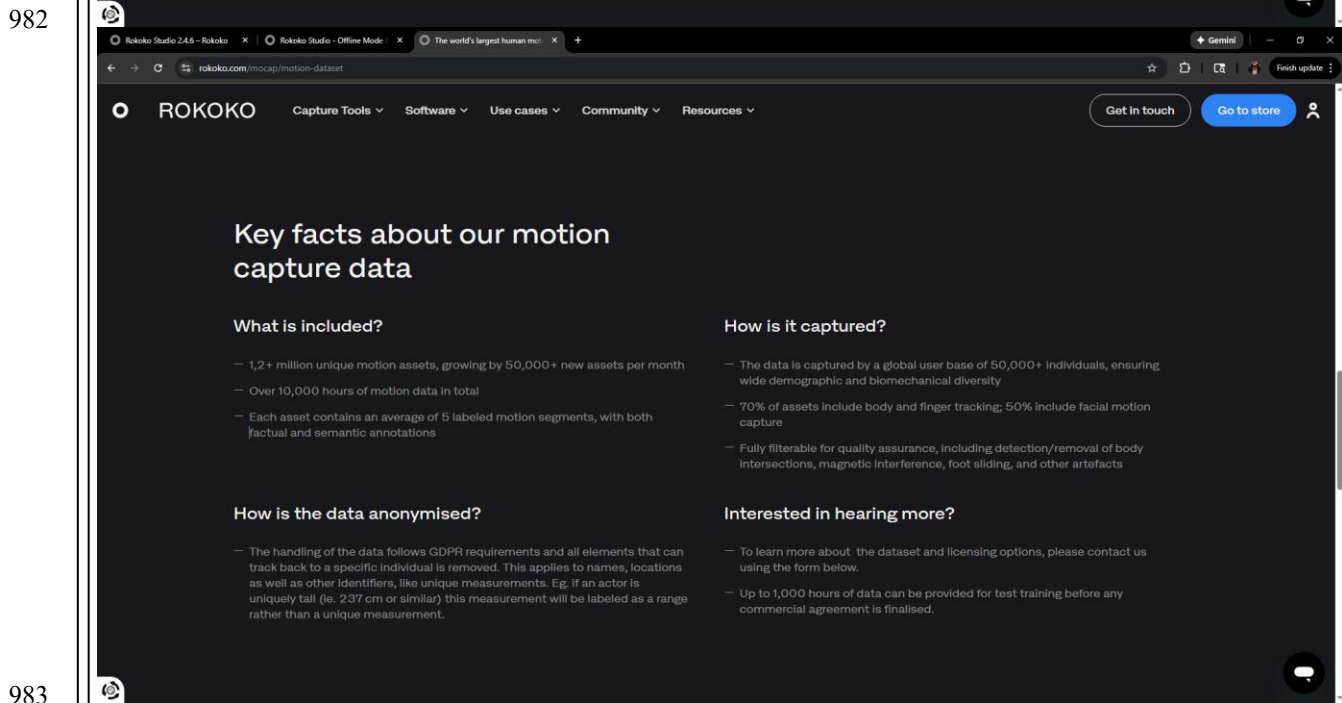 982
Rokoko Studio 2.4.6 – Rokoko
Rokoko Studio - Offline Mode
The world's largest human mot
Gemini
Finish update
rokoko.com/mocap/motion-dataset
ROKOKO
Capture Tools
Software
Use cases
Community
Resources
Get in touch
Go to store
Key facts about our motion
capture data
What is included?
— 1,2+ million unique motion assets, growing by 50,000+ new assets per month
— Over 10,000 hours of motion data in total
— Each asset contains an average of 5 labeled motion segments, with both
factual and semantic annotations
How is it captured?
— The data is captured by a global user base of 50,000+ individuals, ensuring
wide demographic and biomechanical diversity
— 70% of assets include body and finger tracking; 50% include facial motion
capture
— Fully filterable for quality assurance, including detection/removal of body
intersections, magnetic interference, foot sliding, and other artefacts
How is the data anonymised?
— The handling of the data follows GDPR requirements and all elements that can
track back to a specific individual is removed. This applies to names, locations
as well as other identifiers, like unique measurements. Eg. if an actor is
uniquely tall (ie. 237 cm or similar) this measurement will be labeled as a range
rather than a unique measurement.
Interested in hearing more?
— To learn more about the dataset and licensing options, please contact us
using the form below.
— Up to 1,000 hours of data can be provided for test training before any
commercial agreement is finalised.
983